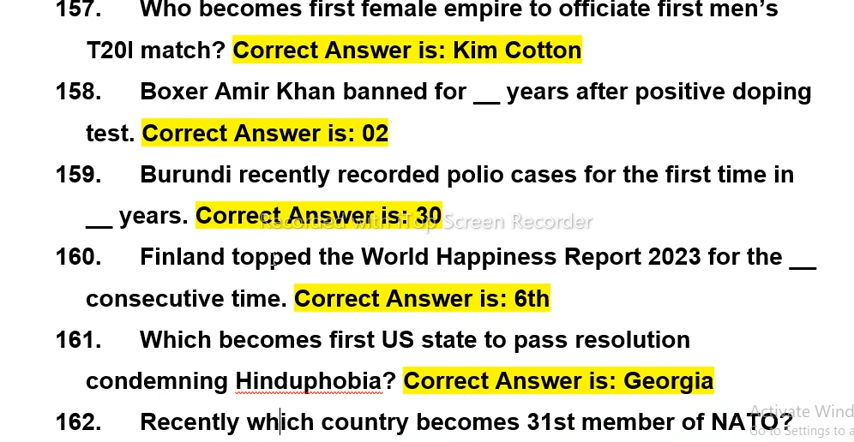 157. Who becomes first female empire to officiate first men's
T20I match? Correct Answer is: Kim Cotton
158. Boxer Amir Khan banned for __ years after positive doping
test. Correct Answer is: 02
159. Burundi recently recorded polio cases for the first time in
__ years. Correct Answer is: 30
Recorded with iTop Screen Recorder
160. Finland topped the World Happiness Report 2023 for the __
consecutive time. Correct Answer is: 6th
161. Which becomes first US state to pass resolution
condemning Hinduphobia? Correct Answer is: Georgia
162. Recently which country becomes 31st member of NATO?
Activate Wind
Go to Settings to a